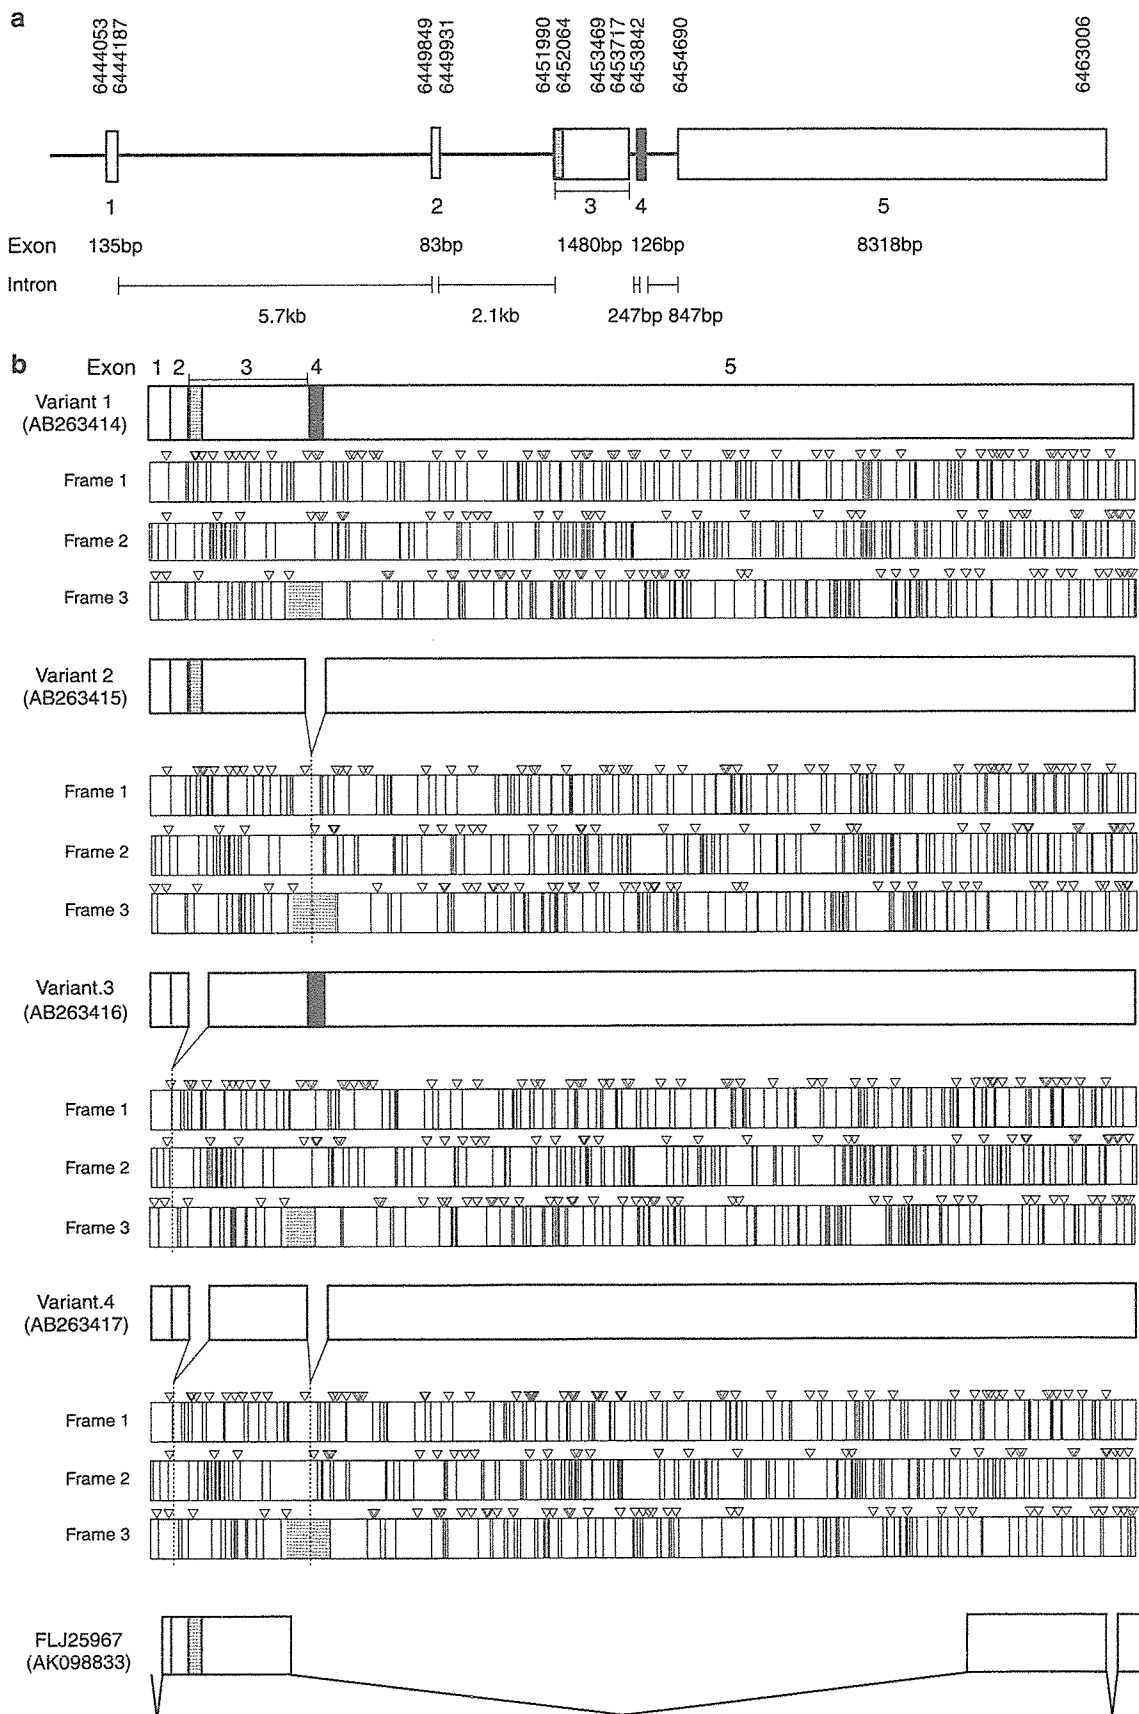 a
6444053
6444187
6449849
6449931
6451990
6452064
6453469
6453717
6453842
6454690
6463006
1 2 3 4 5
Exon 135bp 83bp 1480bp 126bp 8318bp
Intron
5.7kb 2.1kb 247bp 847bp
b Exon 1 2 3 4 5
Variant 1
(AB263414)
Frame 1
Frame 2
Frame 3
Variant 2
(AB263415)
Frame 1
Frame 2
Frame 3
Variant.3
(AB263416)
Frame 1
Frame 2
Frame 3
Variant.4
(AB263417)
Frame 1
Frame 2
Frame 3
FLJ25967
(AK098833)